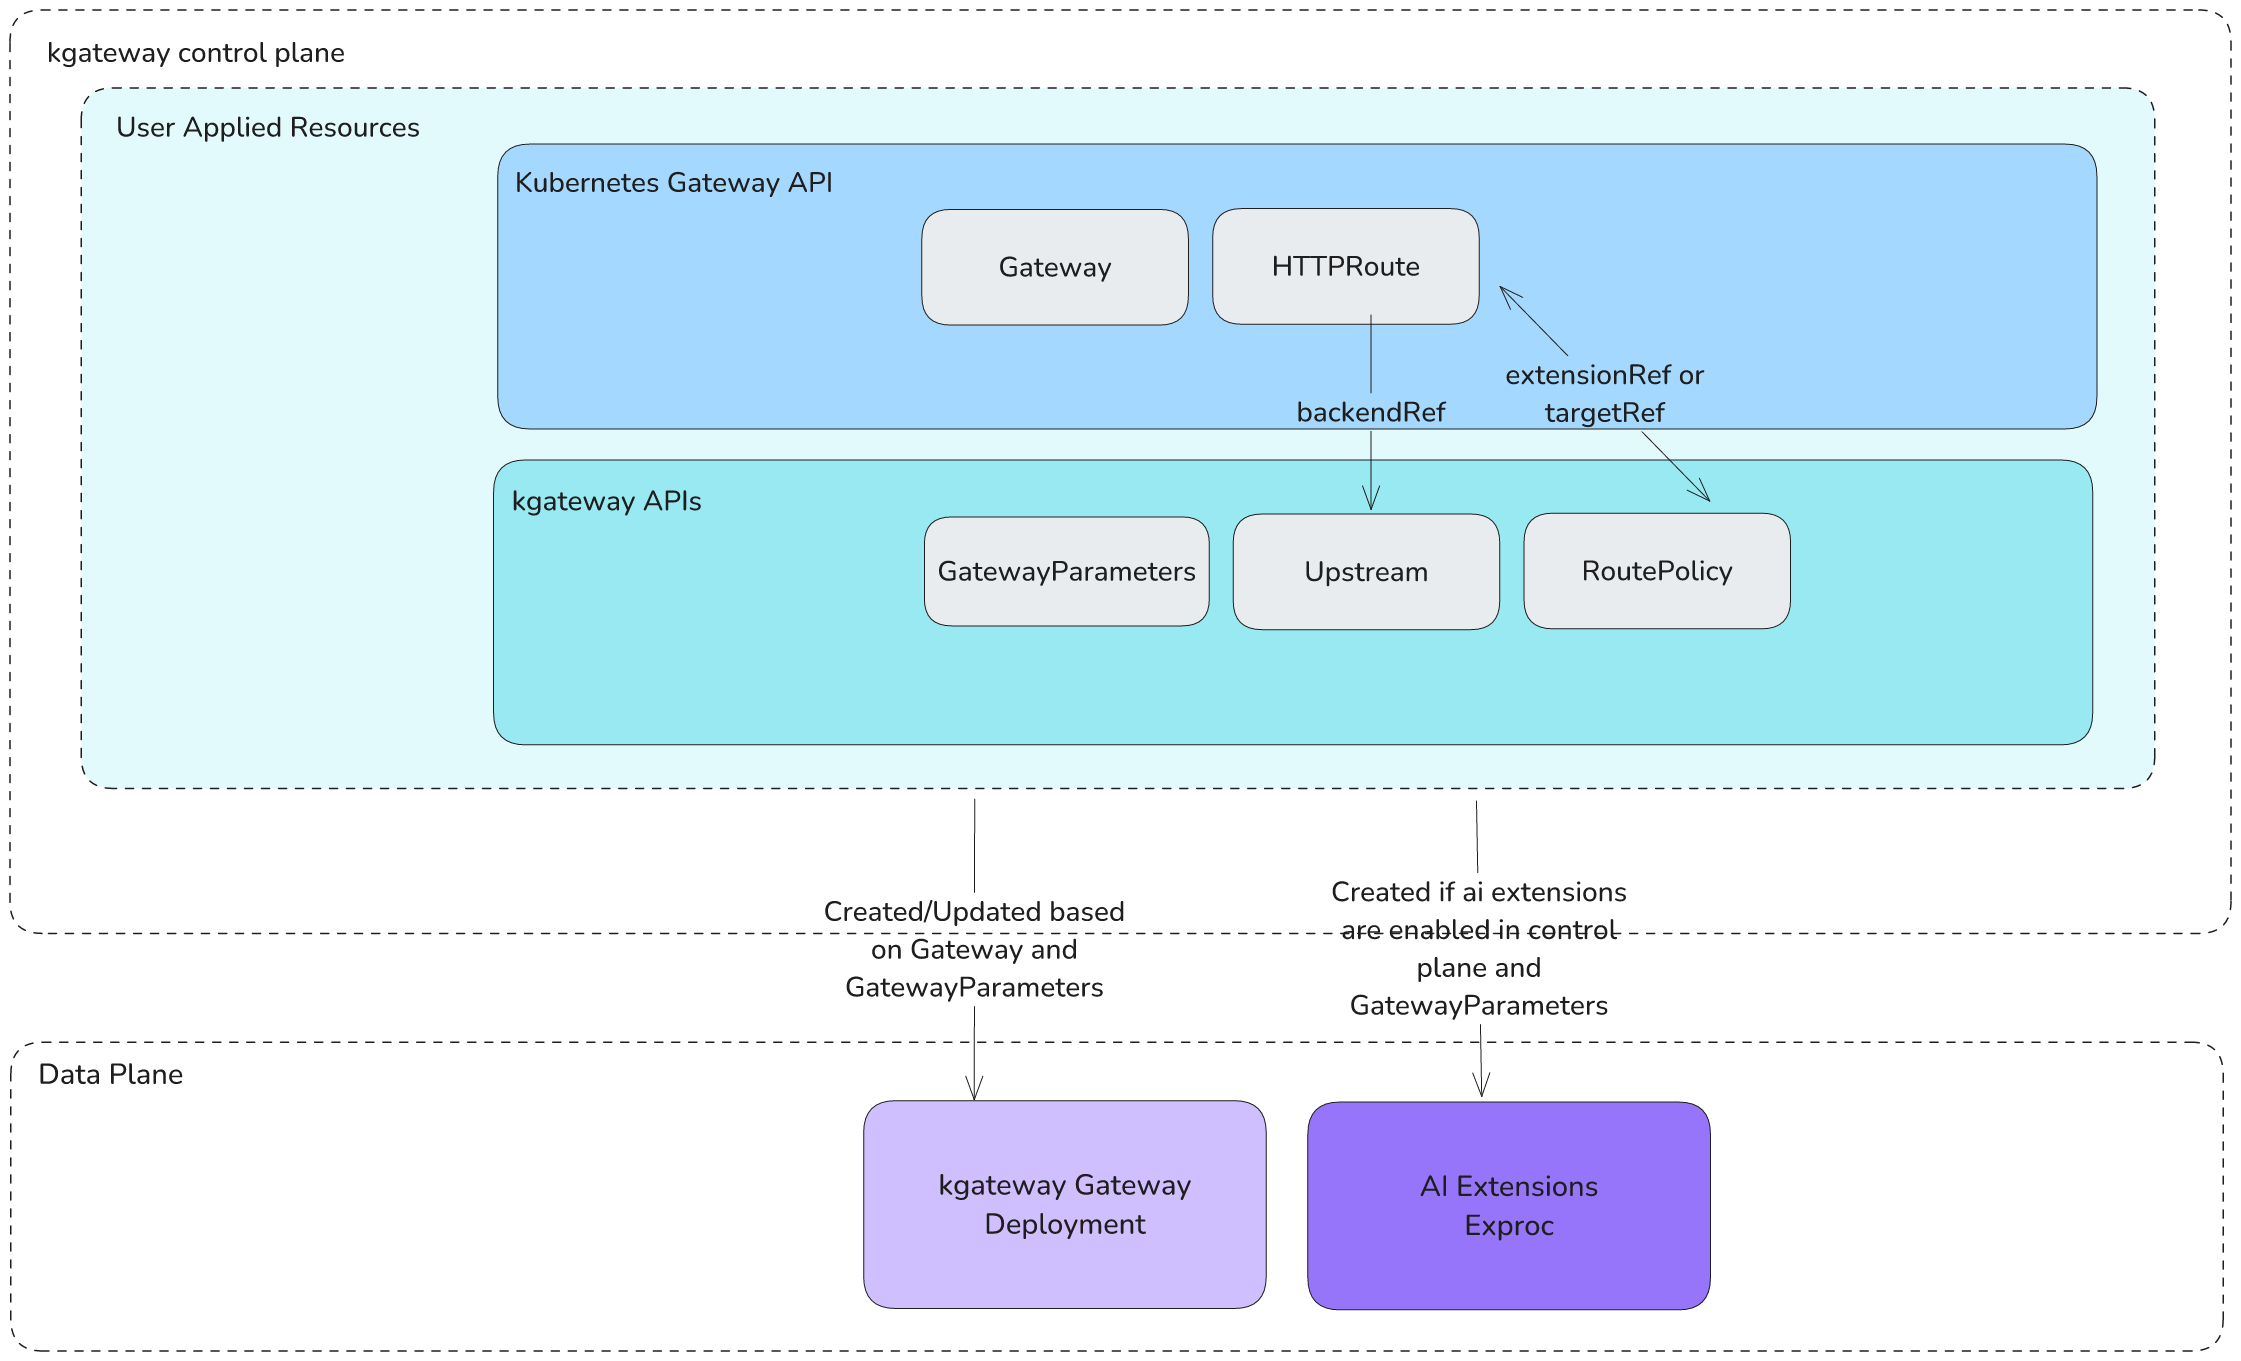 kgateway control plane
User Applied Resources
Kubernetes Gateway API
Gateway
HTTPRoute
extensionRef or
targetRef
backendRef
kgateway APIs
GatewayParameters
Upstream
RoutePolicy
Created/Updated based
on Gateway and
GatewayParameters
Created if ai extensions
are enabled in control
plane and
GatewayParameters
Data Plane
kgateway Gateway
Deployment
AI Extensions
Exproc